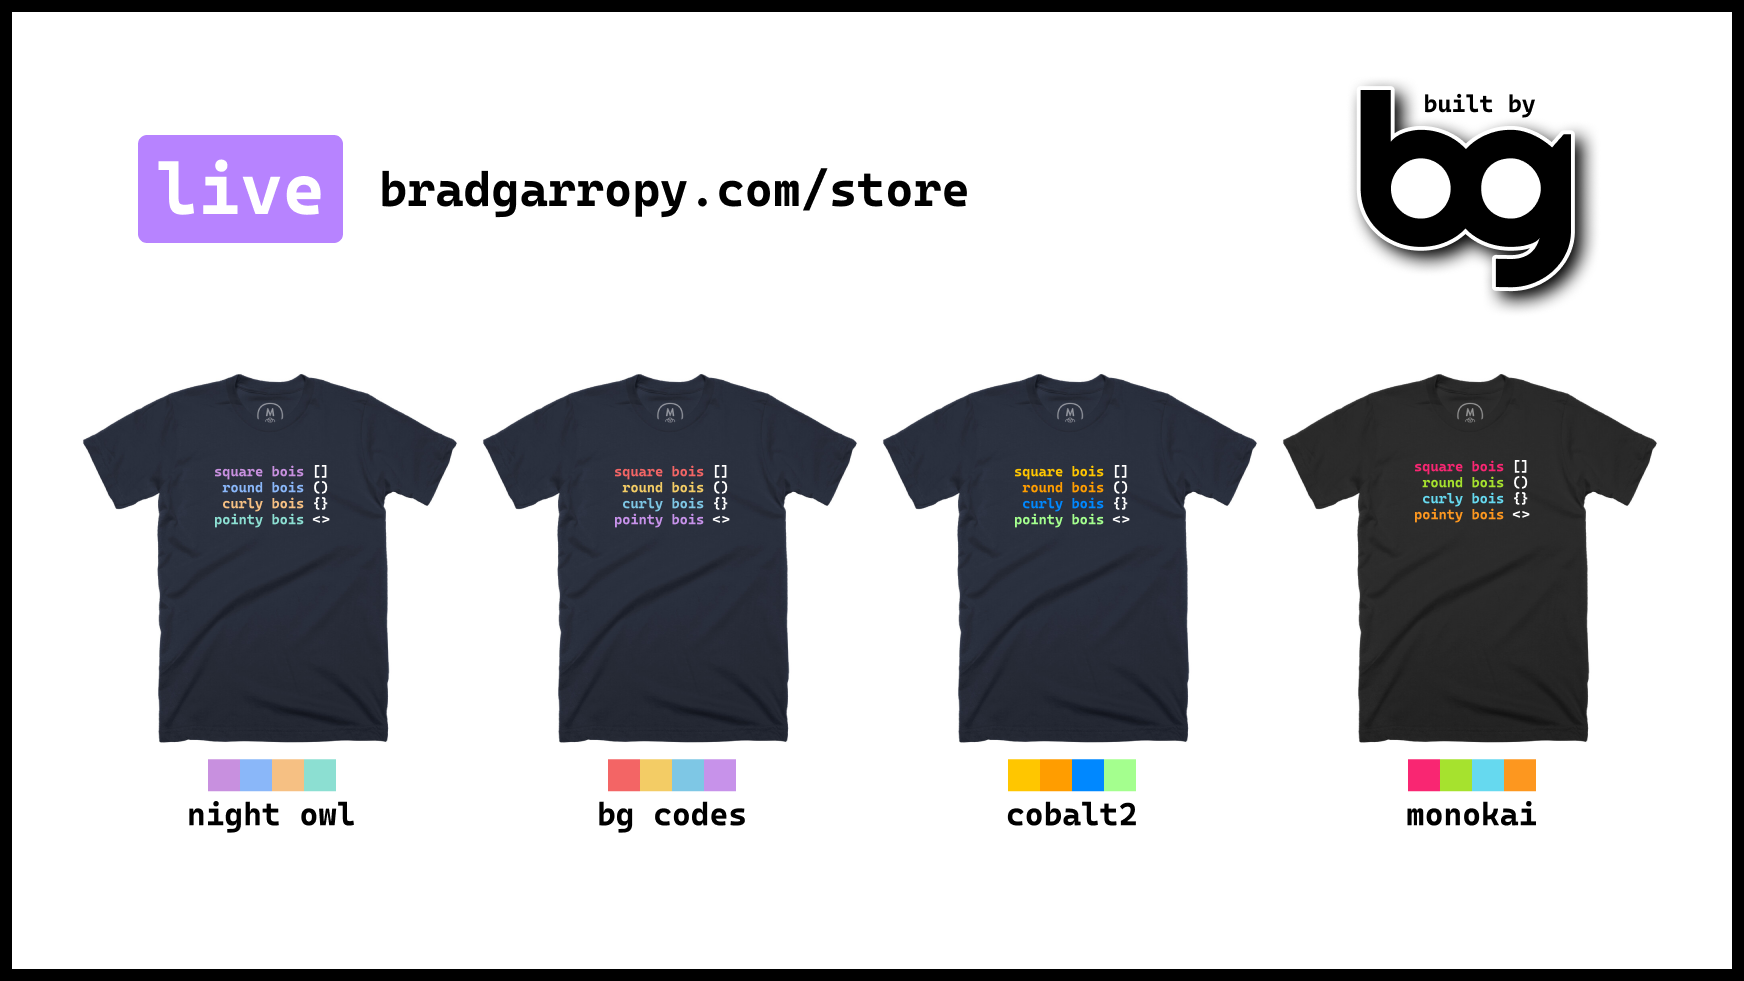 built by
bg
live bradgarropy.com/store
M
square bois []
round bois ()
curly bois {}
pointy bois <>
M
square bois []
round bois ()
curly bois {}
pointy bois <>
M
square bois []
round bois ()
curly bois {}
pointy bois <>
M
square bois []
round bois ()
curly bois {}
pointy bois <>
night owl
bg codes
cobalt2
monokai